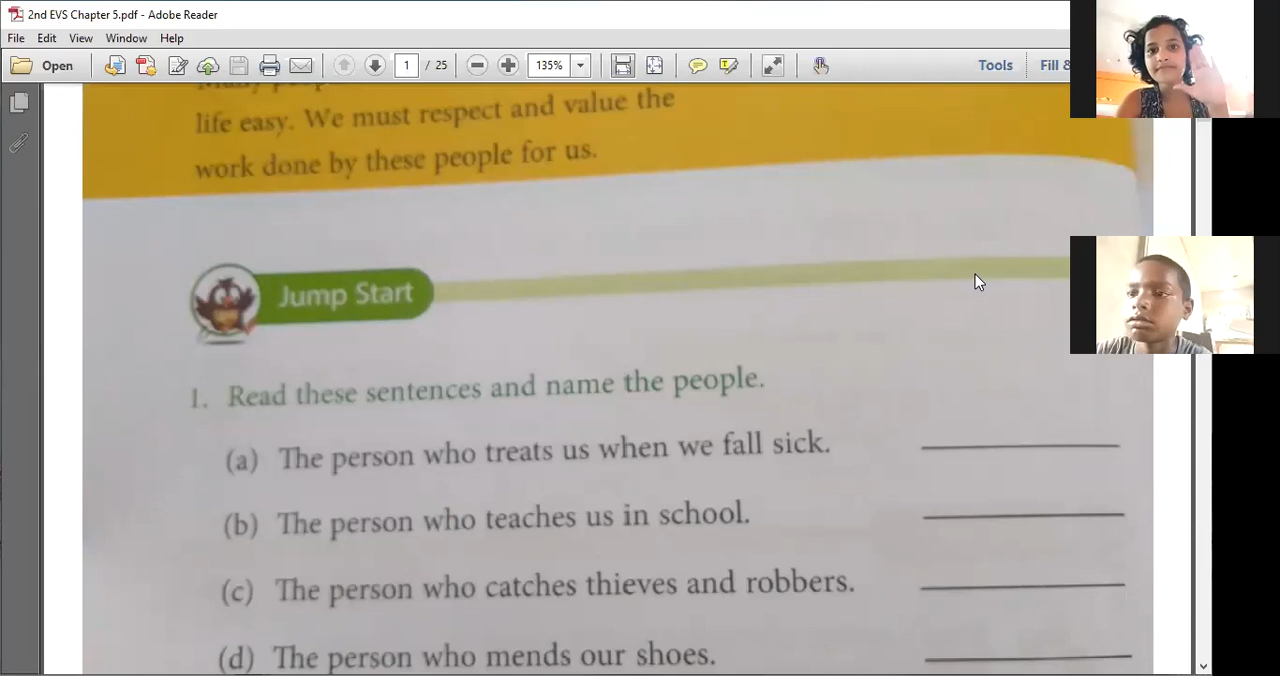 2nd EVS Chapter 5.pdf - Adobe Reader
File Edit View Window Help
Open 1 / 25 135% Tools Fill &
life easy. We must respect and value the
work done by these people for us.
Jump Start
1. Read these sentences and name the people.
(a) The person who treats us when we fall sick.
(b) The person who teaches us in school.
(c) The person who catches thieves and robbers.
(d) The person who mends our shoes.